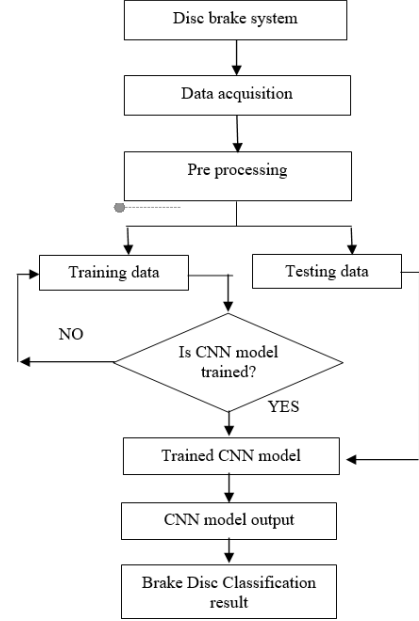 Disc brake system
Data acquisition
Pre processing
Training data
Testing data
NO
Is CNN model
trained?
YES
Trained CNN model
CNN model output
Brake Disc Classification
result